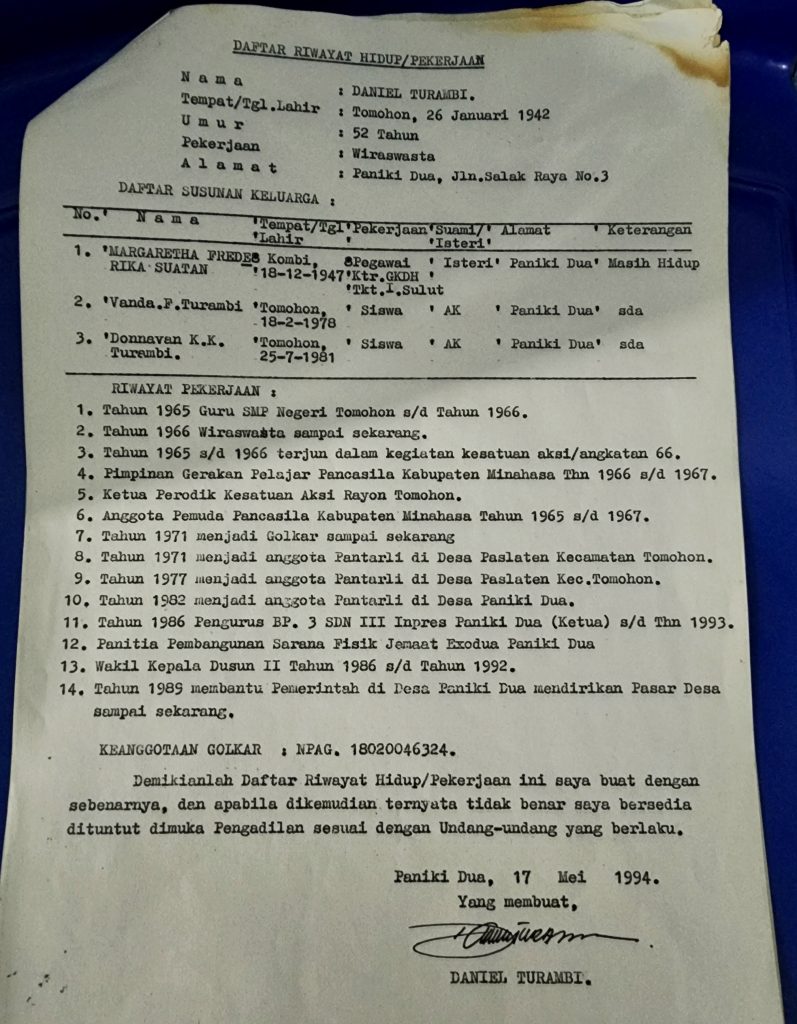 DAFTAR RIWAYAT HIDUP/PEKERJAAN
N a m a : DANIEL TURAMBI.
Tempat/Tgl.Lahir : Tomohon, 26 Januari 1942
U m u r : 52 Tahun
Pekerjaan : Wiraswasta
A l a m a t : Paniki Dua, Jln.Salak Raya No.3
DAFTAR SUSUNAN KELUARGA :
No.' N a m a 'Tempat/Tgl'Pekerjaan'Suami/' Alamat ' Keterangan
'Lahir ' 'Isteri'
1. 'MARGARETHA FREDE8 Kombi, 8Pegawai ' Isteri' Paniki Dua' Masih Hidup
RIKA SUATAN '18-12-1947'Ktr.GKDH '
'Tkt.I.Sulut
2. 'Vanda.F.Turambi 'Tomohon, ' Siswa ' AK ' Paniki Dua' sda
18-2-1978
3. 'Donnavan K.K. 'Tomohon, ' Siswa ' AK ' Paniki Dua' sda
Turambi. 25-7-1981
RIWAYAT PEKERJAAN :
1. Tahun 1965 Guru SMP Negeri Tomohon s/d Tahun 1966.
2. Tahun 1966 Wiraswasta sampai sekarang.
3. Tahun 1965 s/d 1966 terjun dalam kegiatan kesatuan aksi/angkatan 66.
4. Pimpinan Gerakan Pelajar Pancasila Kabupaten Minahasa Thn 1966 s/d 1967.
5. Ketua Perodik Kesatuan Aksi Rayon Tomohon.
6. Anggota Pemuda Pancasila Kabupaten Minahasa Tahun 1965 s/d 1967.
7. Tahun 1971 menjadi Golkar sampai sekarang
8. Tahun 1971 menjadi anggota Pantarli di Desa Paslaten Kecamatan Tomohon.
9. Tahun 1977 menjadi anggota Pantarli di Desa Paslaten Kec.Tomohon.
10. Tahun 1982 menjadi anggota Pantarli di Desa Paniki Dua.
11. Tahun 1986 Pengurus BP. 3 SDN III Inpres Paniki Dua (Ketua) s/d Thn 1993.
12. Panitia Pembangunan Sarana Fisik Jemaat Exodua Paniki Dua
13. Wakil Kepala Dusun II Tahun 1986 s/d Tahun 1992.
14. Tahun 1989 membantu Pemerintah di Desa Paniki Dua mendirikan Pasar Desa
sampai sekarang.
KEANGGOTAAN GOLKAR : NPAG. 18020046324.
Demikianlah Daftar Riwayat Hidup/Pekerjaan ini saya buat dengan
sebenarnya, dan apabila dikemudian ternyata tidak benar saya bersedia
dituntut dimuka Pengadilan sesuai dengan Undang-undang yang berlaku.
Paniki Dua, 17 Mei 1994.
Yang membuat,
DANIEL TURAMBI.